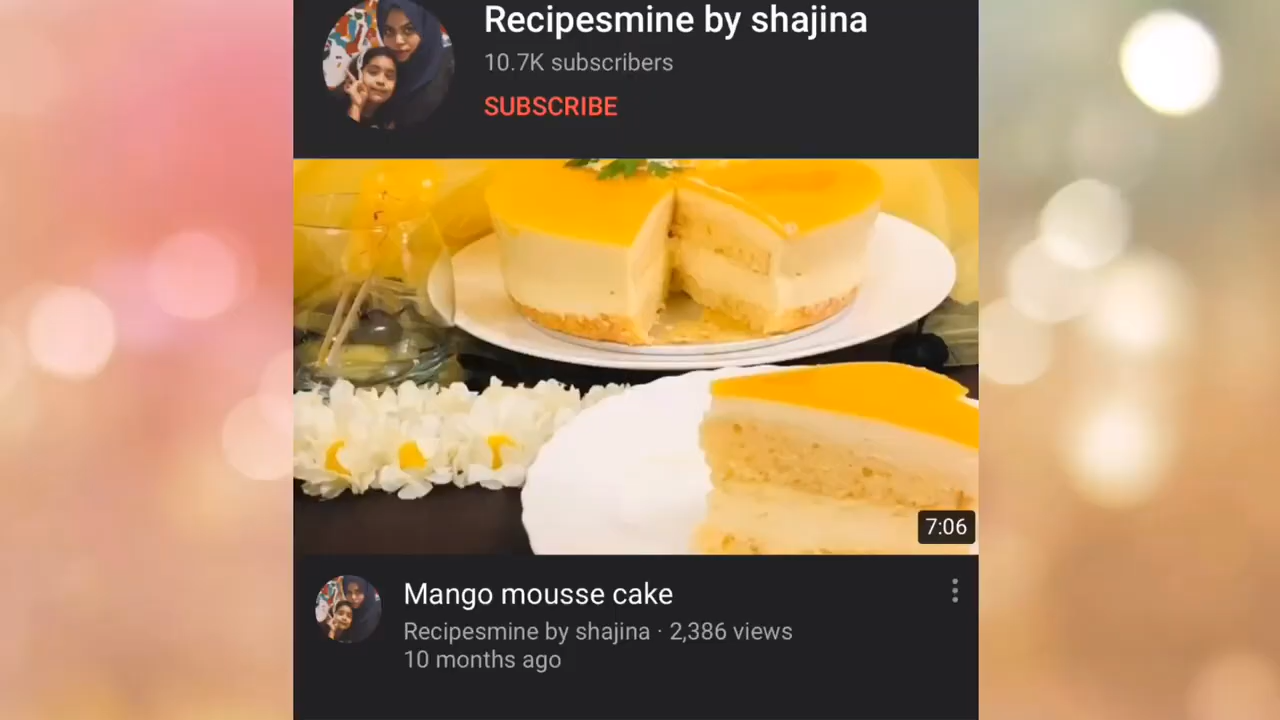 Recipesmine by shajina
10.7K subscribers
SUBSCRIBE
7:06
Mango mousse cake
Recipesmine by shajina · 2,386 views
10 months ago